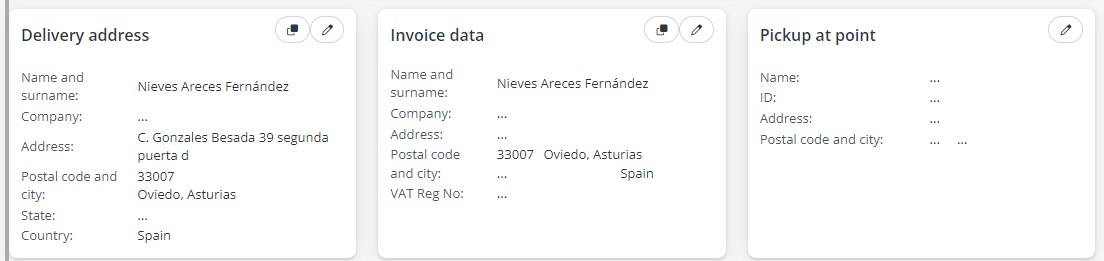 Delivery address
Name and surname: Nieves Areces Fernández
Company: ...
Address: C. Gonzales Besada 39 segunda
puerta d
Postal code and city: 33007
Oviedo, Asturias
State: ...
Country: Spain
Invoice data
Name and surname: Nieves Areces Fernández
Company: ...
Address: ...
Postal code and city: 33007 Oviedo, Asturias
... Spain
VAT Reg No: ...
Pickup at point
Name: ...
ID: ...
Address: ...
Postal code and city: ... ...